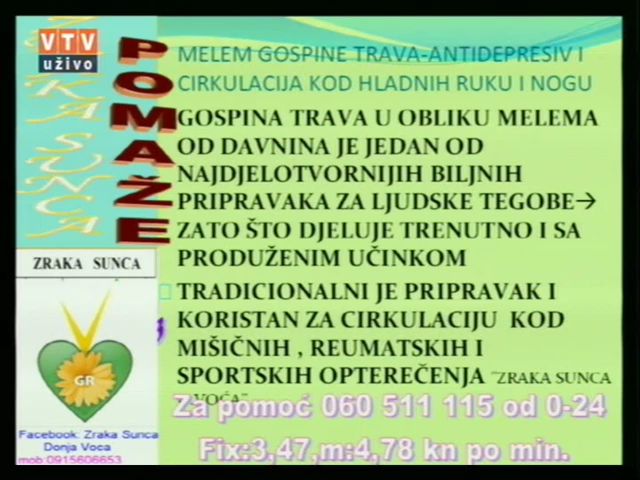 VTV
uživo
POMAŽE
ZRAKA SUNCA
MELEM GOSPINE TRAVA-ANTIDEPRESIV I
CIRKULACIJA KOD HLADNIH RUKU I NOGU
GOSPINA TRAVA U OBLIKU MELEMA
OD DAVNINA JE JEDAN OD
NAJDJELOTVORNIJIH BILJNIH
PRIPRAVAKA ZA LJUDSKE TEGOBE→
ZATO ŠTO DJELUJE TRENUTNO I SA
PRODUŽENIM UČINKOM
TRADICIONALNI JE PRIPRAVAK I
KORISTAN ZA CIRKULACIJU KOD
MIŠIČNIH , REUMATSKIH I
SPORTSKIH OPTEREČENJA ¨ZRAKA SUNCA
VOĆA¨
ZRAKA SUNCA
GR
Facebook: Zraka Sunca
Donja Voca
mob:0915606653
Za pomoć 060 511 115 od 0-24
Fix:3,47,m:4,78 kn po min.